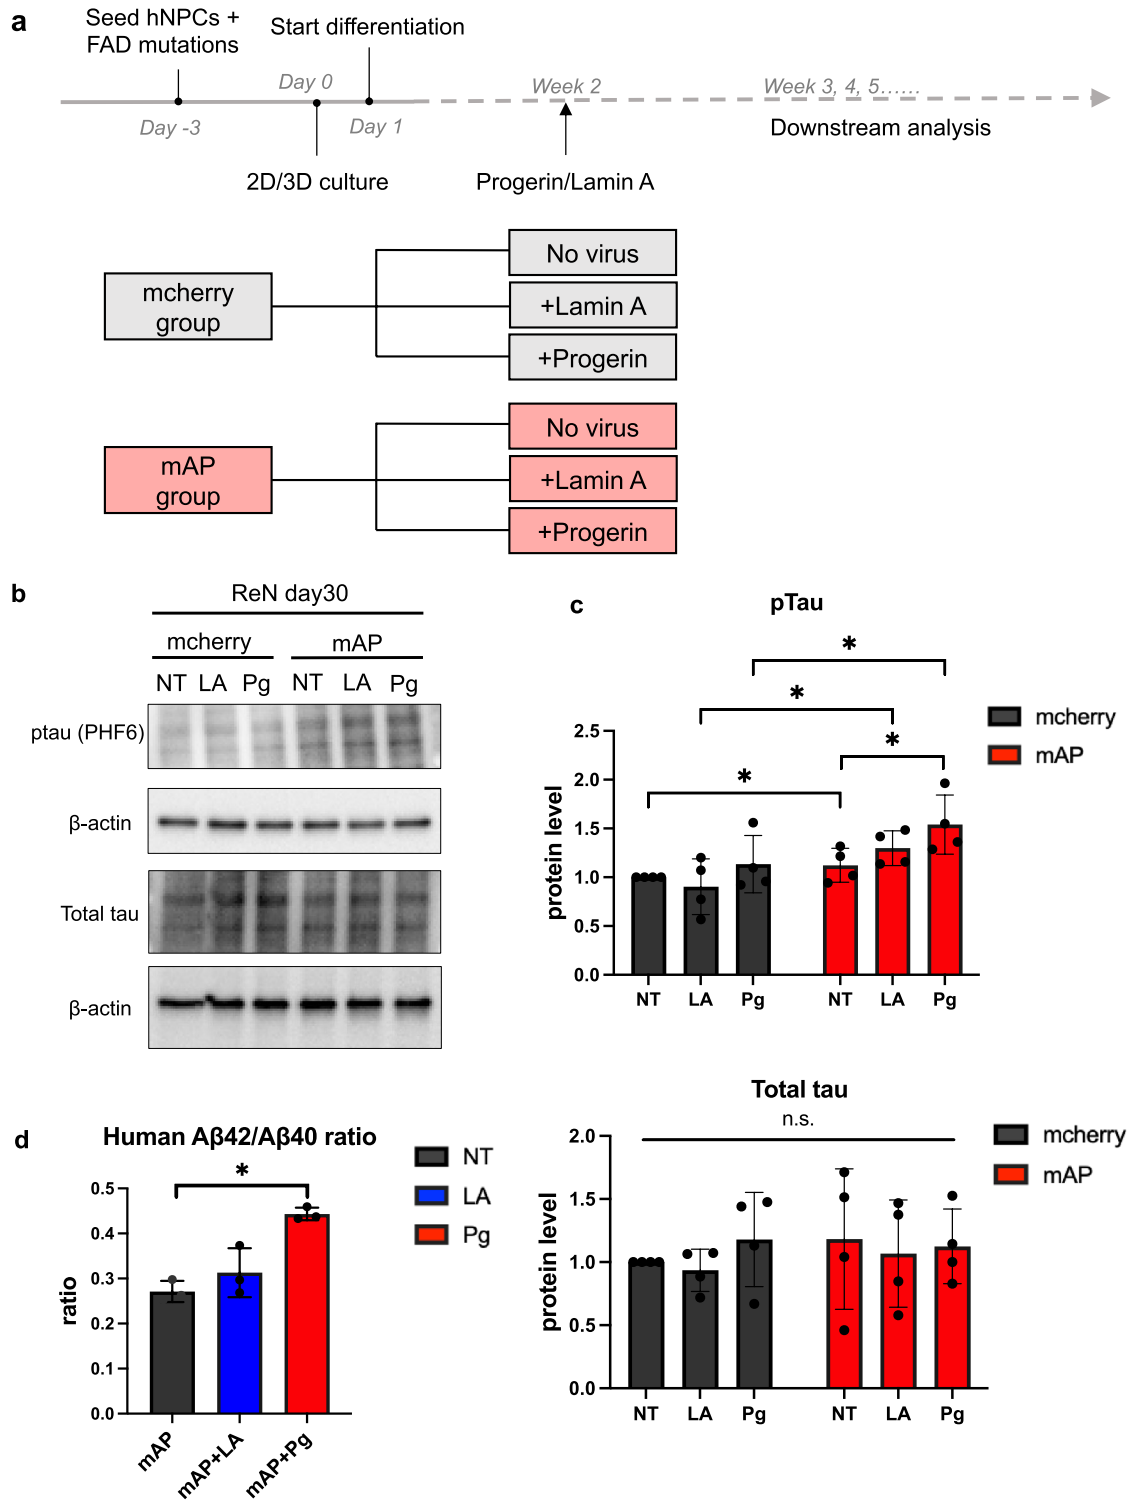 a
Seed hNPCs +
FAD mutations
Start differentiation
Day 0
Week 2
Week 3, 4, 5……
Day -3
Day 1
Downstream analysis
2D/3D culture
Progerin/Lamin A
mcherry
group
No virus
+Lamin A
+Progerin
mAP
group
No virus
+Lamin A
+Progerin
b
ReN day30
mcherry
mAP
NT LA Pg NT LA Pg
ptau (PHF6)
β-actin
Total tau
β-actin
c
pTau
*
*
*
*
mcherry
mAP
protein level
2.5
2.0
1.5
1.0
0.5
0.0
NT LA Pg NT LA Pg
Total tau
n.s.
mcherry
mAP
protein level
2.0
1.5
1.0
0.5
0.0
NT LA Pg NT LA Pg
d
Human Aβ42/Aβ40 ratio
*
NT
LA
Pg
ratio
0.5
0.4
0.3
0.2
0.1
0.0
mAP
mAP+LA
mAP+Pg